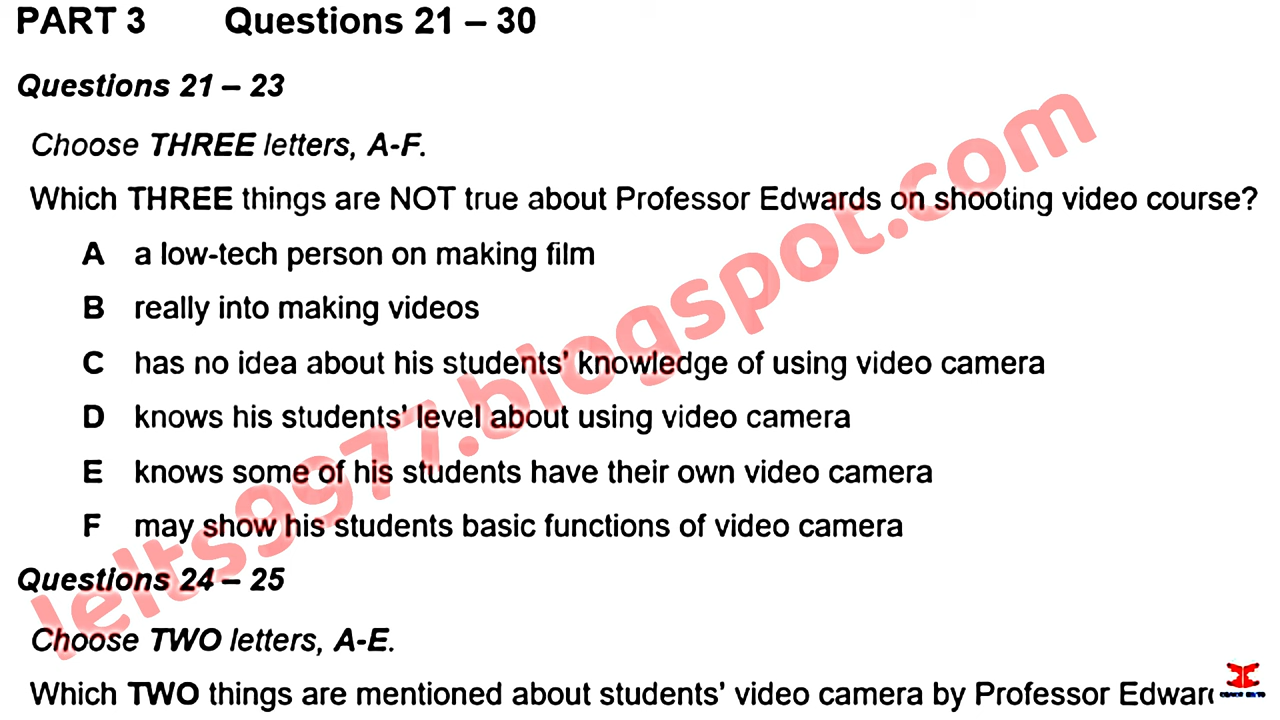 PART 3 Questions 21 – 30
Questions 21 – 23
Choose THREE letters, A-F.
Which THREE things are NOT true about Professor Edwards on shooting video course?
A a low-tech person on making film
B really into making videos
C has no idea about his students' knowledge of using video camera
D knows his students' level about using video camera
E knows some of his students have their own video camera
F may show his students basic functions of video camera
Questions 24 – 25
Choose TWO letters, A-E.
Which TWO things are mentioned about students' video camera by Professor
Ielts9977.blogspot.com